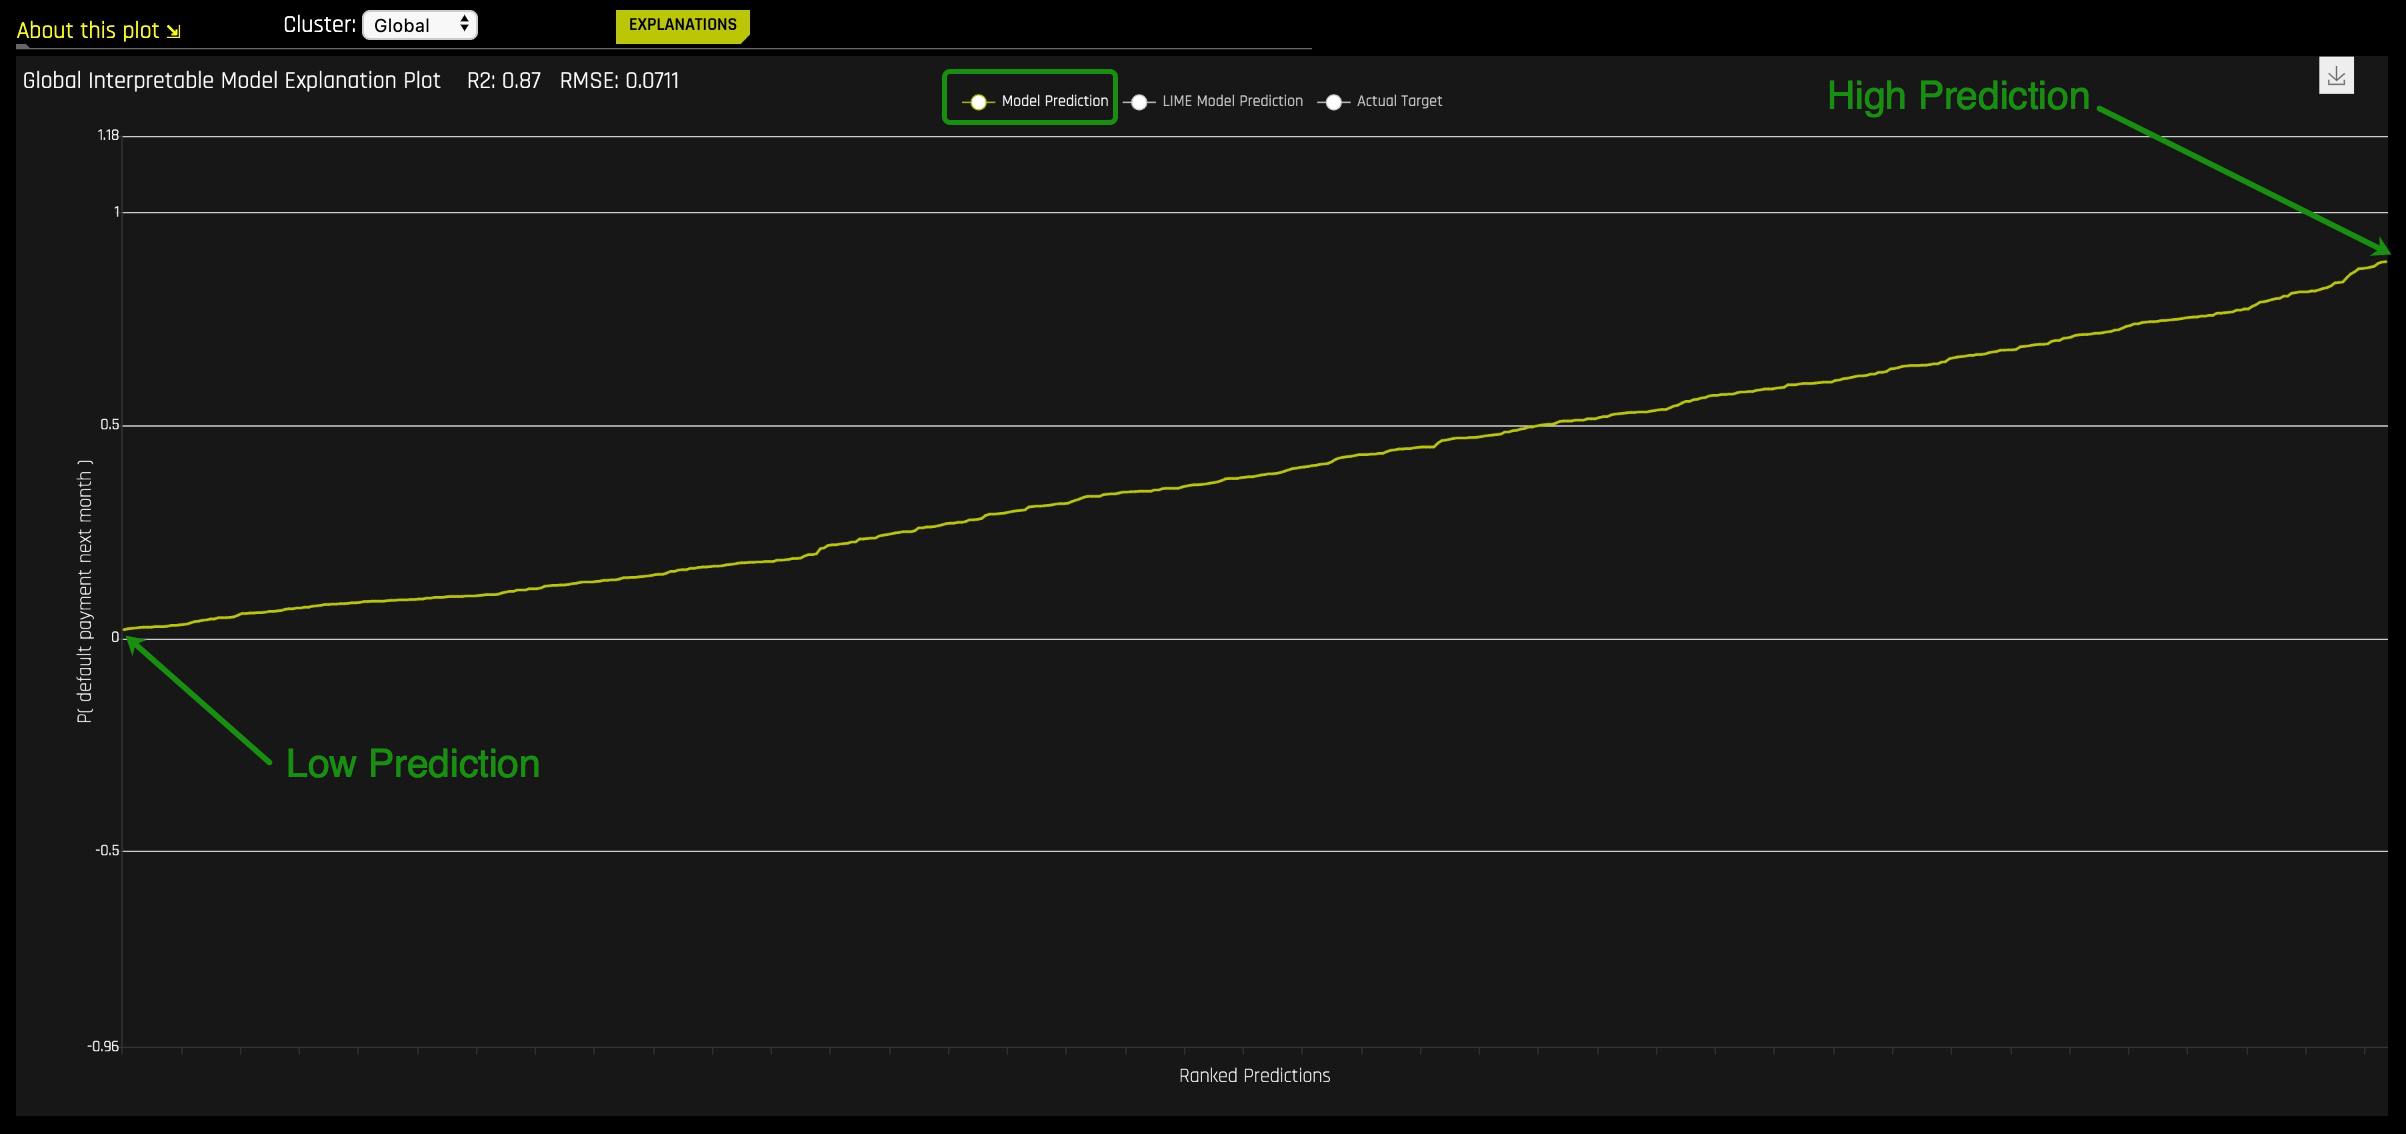 About this plot
Cluster: Global
EXPLANATIONS
Global Interpretable Model Explanation Plot R2: 0.87 RMSE: 0.0711
Model Prediction LIME Model Prediction Actual Target
High Prediction
1.18
1
0.5
0
-0.5
-0.96
P( default payment next month )
Low Prediction
Ranked Predictions